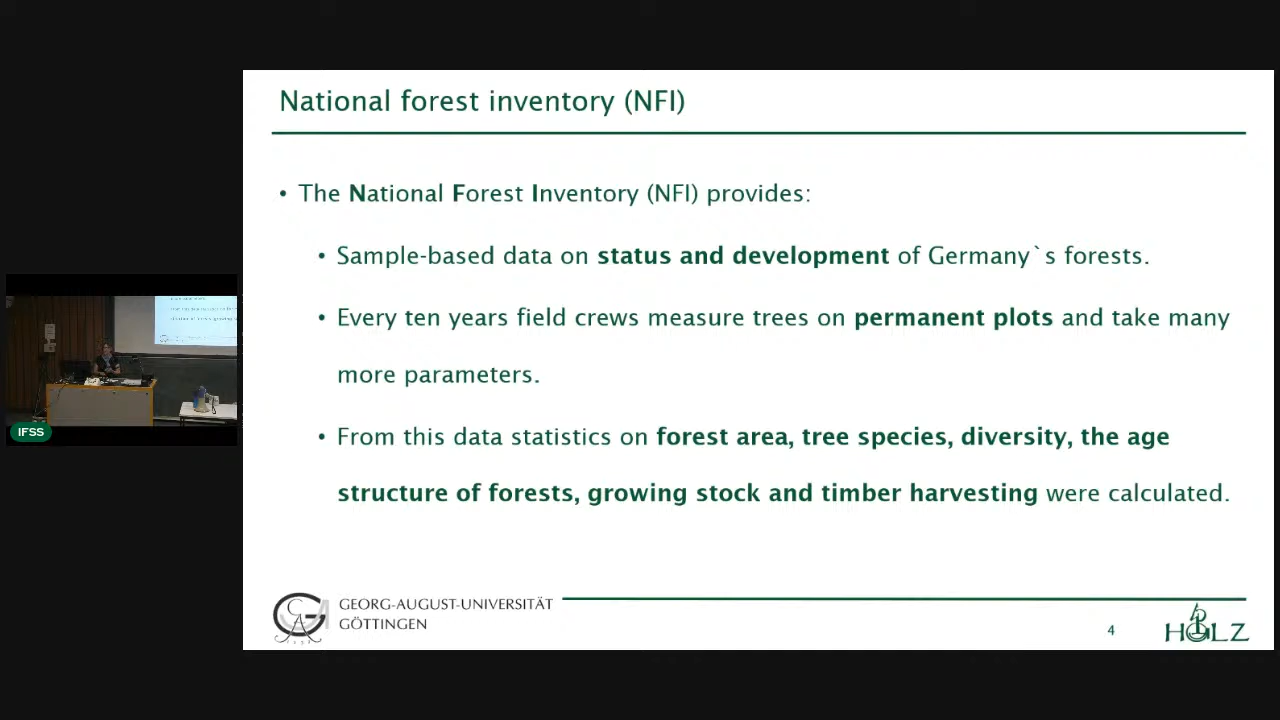 National forest inventory (NFI)
• The National Forest Inventory (NFI) provides:
• Sample-based data on status and development of Germany`s forests.
• Every ten years field crews measure trees on permanent plots and take many
more parameters.
• From this data statistics on forest area, tree species, diversity, the age
structure of forests, growing stock and timber harvesting were calculated.
IFSS
GEORG-AUGUST-UNIVERSITÄT
GÖTTINGEN
4
HOLZ